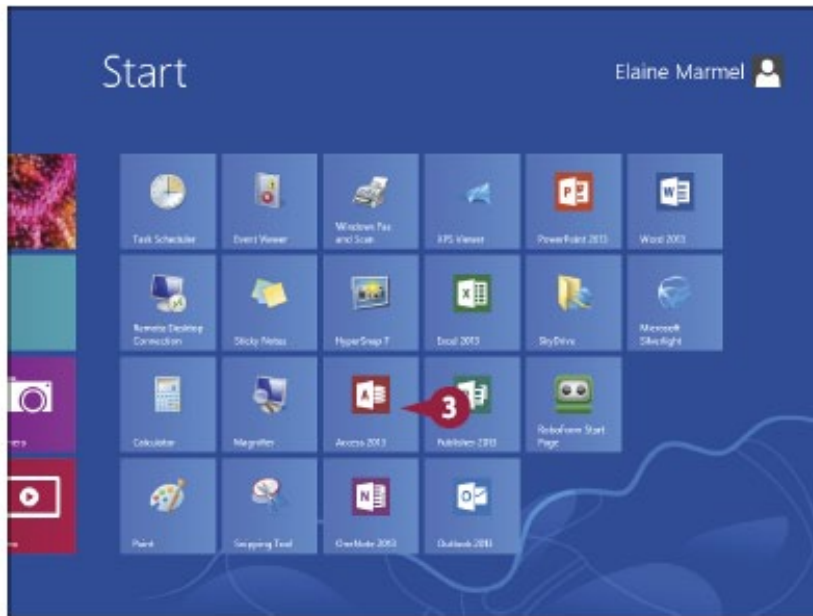 Start
Elaine Marmel
Task Scheduler
Event Viewer
Windows Fax
and Scan
XPS Viewer
PowerPoint 2013
Word 2013
Remote Desktop
Connection
Sticky Notes
HyperSnap 7
Excel 2013
SkyDrive
Microsoft
Silverlight
Calculator
Magnifier
Access 2013
3
Publisher 2013
RoboForm Start
Page
Paint
Snipping Tool
OneNote 2013
Outlook 2013